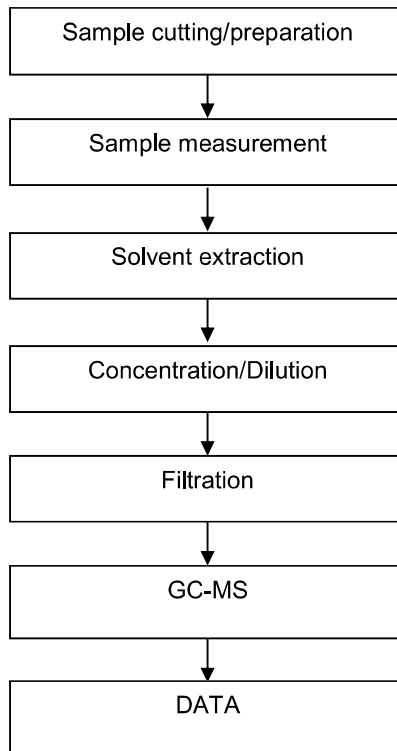 Sample cutting/preparation
Sample measurement
Solvent extraction
Concentration/Dilution
Filtration
GC-MS
DATA